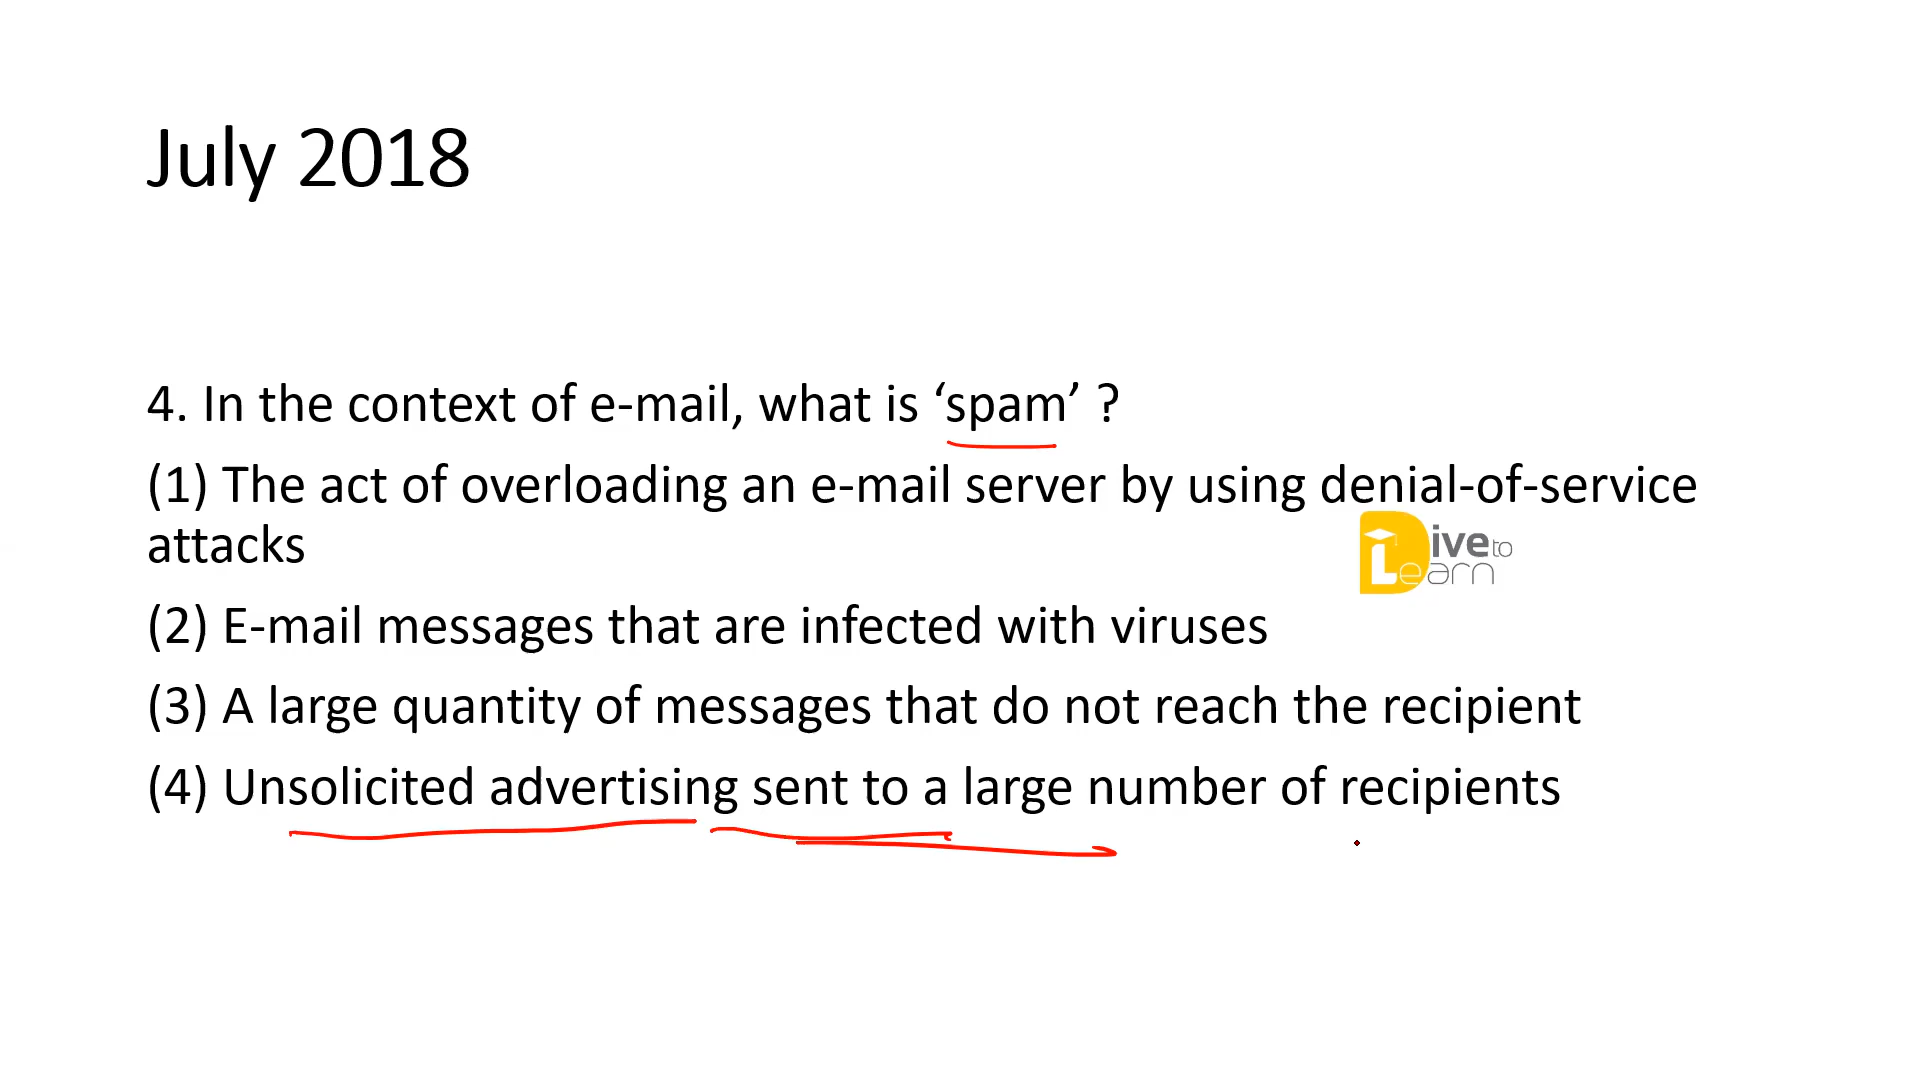 July 2018
4. In the context of e-mail, what is ‘spam’ ?
(1) The act of overloading an e-mail server by using denial-of-service
attacks
Dive to
Learn
(2) E-mail messages that are infected with viruses
(3) A large quantity of messages that do not reach the recipient
(4) Unsolicited advertising sent to a large number of recipients